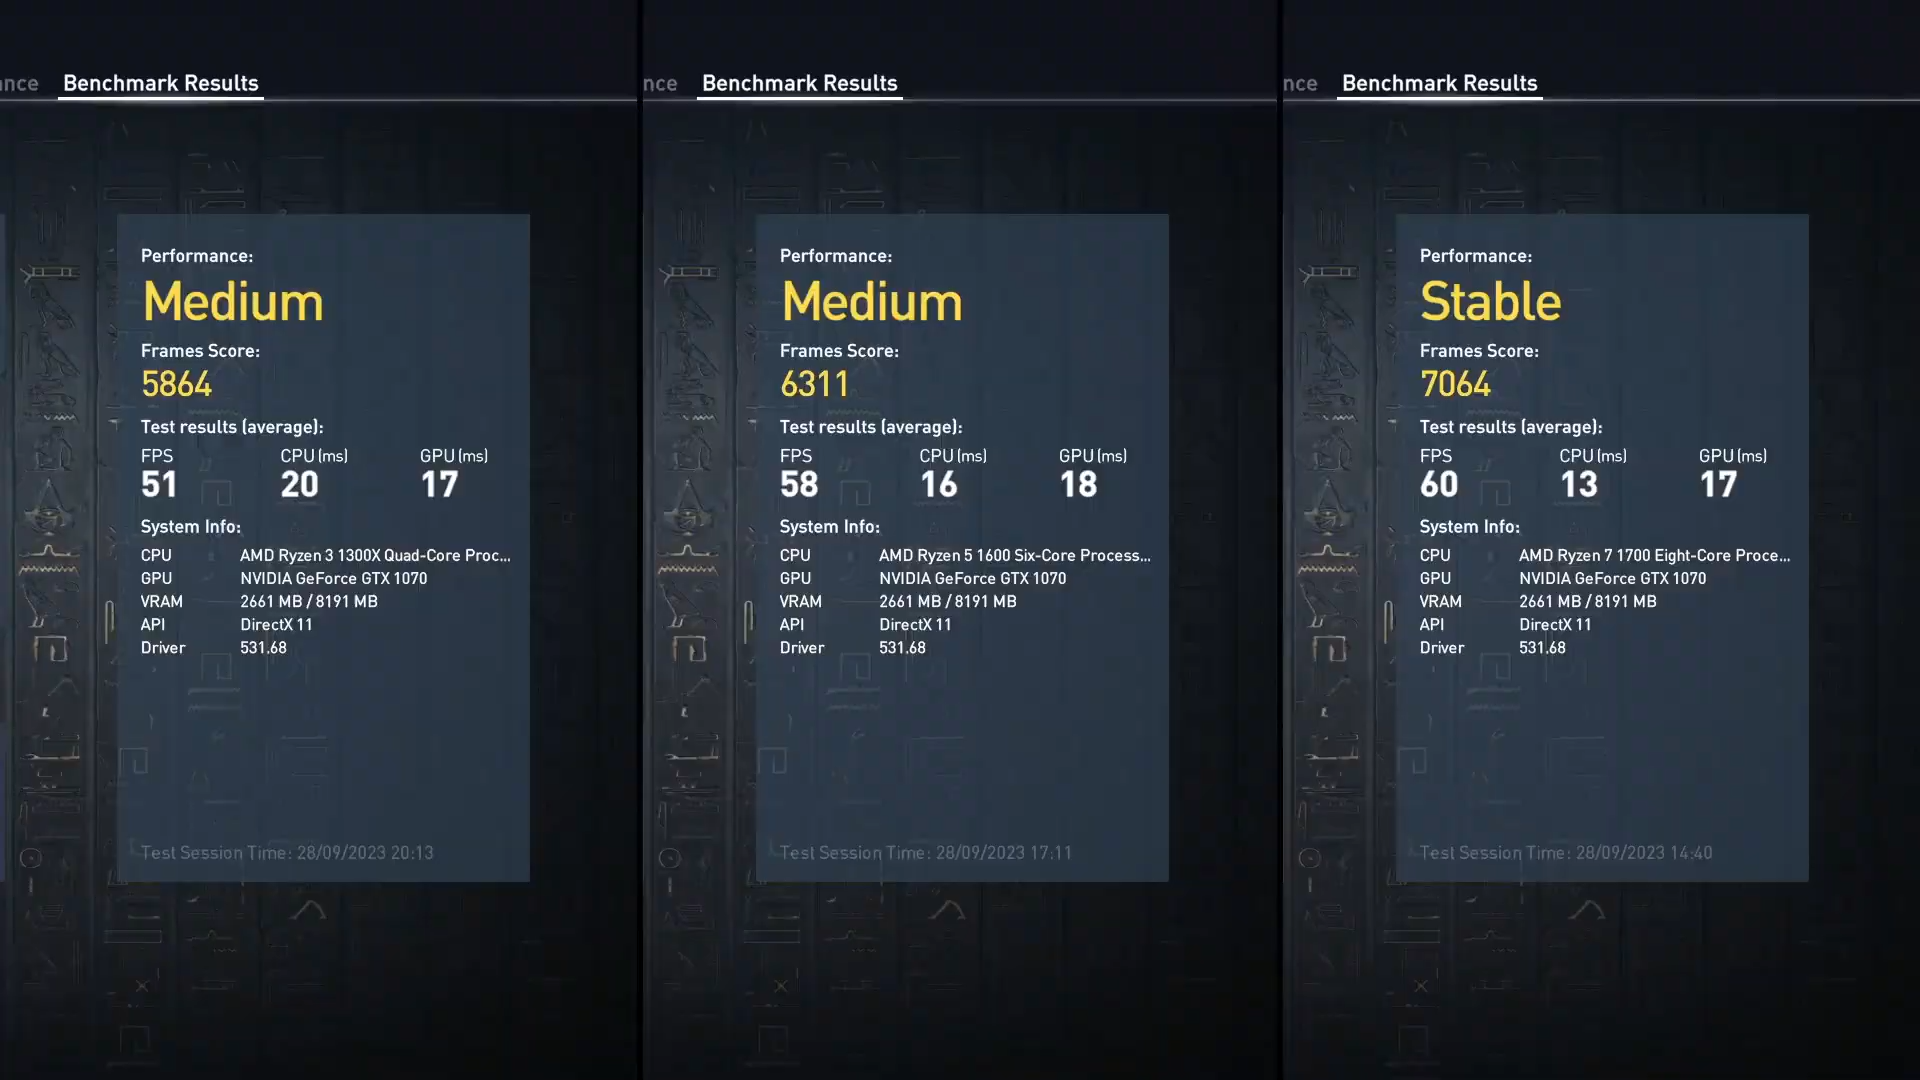 nce Benchmark Results
Performance:
Medium
Frames Score:
5864
Test results (average):
FPS CPU (ms) GPU (ms)
51 20 17
System Info:
CPU AMD Ryzen 3 1300X Quad-Core Proc...
GPU NVIDIA GeForce GTX 1070
VRAM 2661 MB / 8191 MB
API DirectX 11
Driver 531.68
Test Session Time: 28/09/2023 20:13
nce Benchmark Results
Performance:
Medium
Frames Score:
6311
Test results (average):
FPS CPU (ms) GPU (ms)
58 16 18
System Info:
CPU AMD Ryzen 5 1600 Six-Core Process...
GPU NVIDIA GeForce GTX 1070
VRAM 2661 MB / 8191 MB
API DirectX 11
Driver 531.68
Test Session Time: 28/09/2023 17:11
nce Benchmark Results
Performance:
Stable
Frames Score:
7064
Test results (average):
FPS CPU (ms) GPU (ms)
60 13 17
System Info:
CPU AMD Ryzen 7 1700 Eight-Core Proce...
GPU NVIDIA GeForce GTX 1070
VRAM 2661 MB / 8191 MB
API DirectX 11
Driver 531.68
Test Session Time: 28/09/2023 14:40